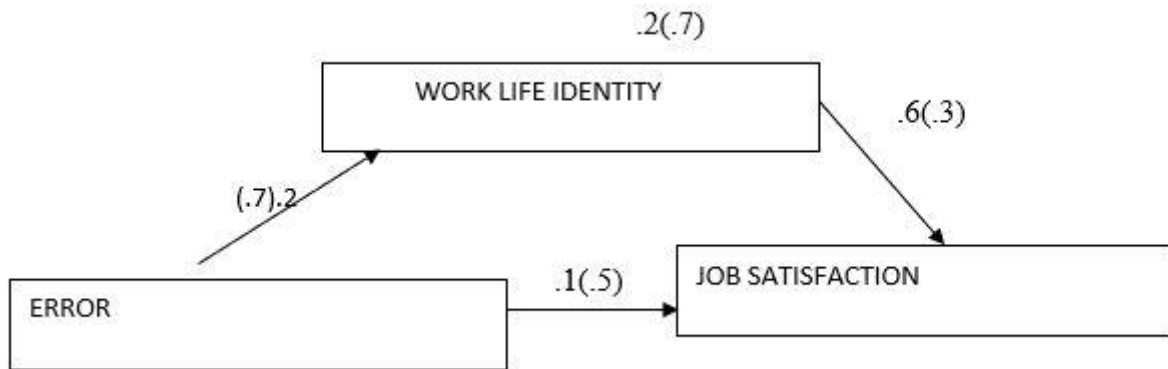 .2(.7)
WORK LIFE IDENTITY
.6(.3)
(.7).2
.1(.5)
JOB SATISFACTION
ERROR